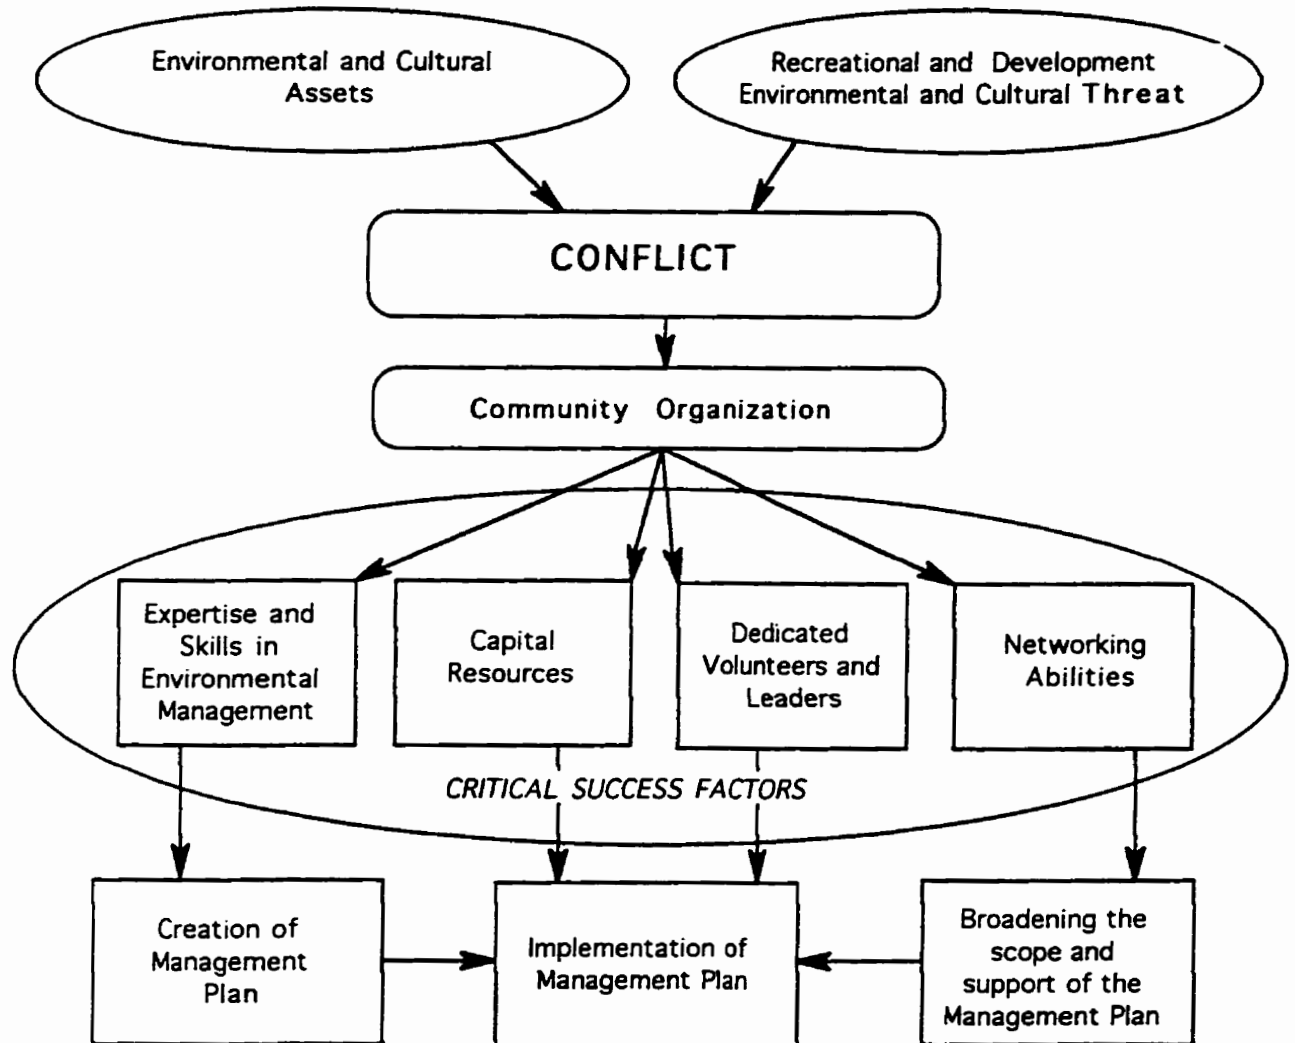 Environmental and Cultural
Assets
Recreational and Development
Environmental and Cultural Threat
CONFLICT
Community Organization
Expertise and
Skills in
Environmental
Management
Capital
Resources
Dedicated
Volunteers and
Leaders
Networking
Abilities
CRITICAL SUCCESS FACTORS
Creation of
Management
Plan
Implementation of
Management Plan
Broadening the
scope and
support of the
Management Plan